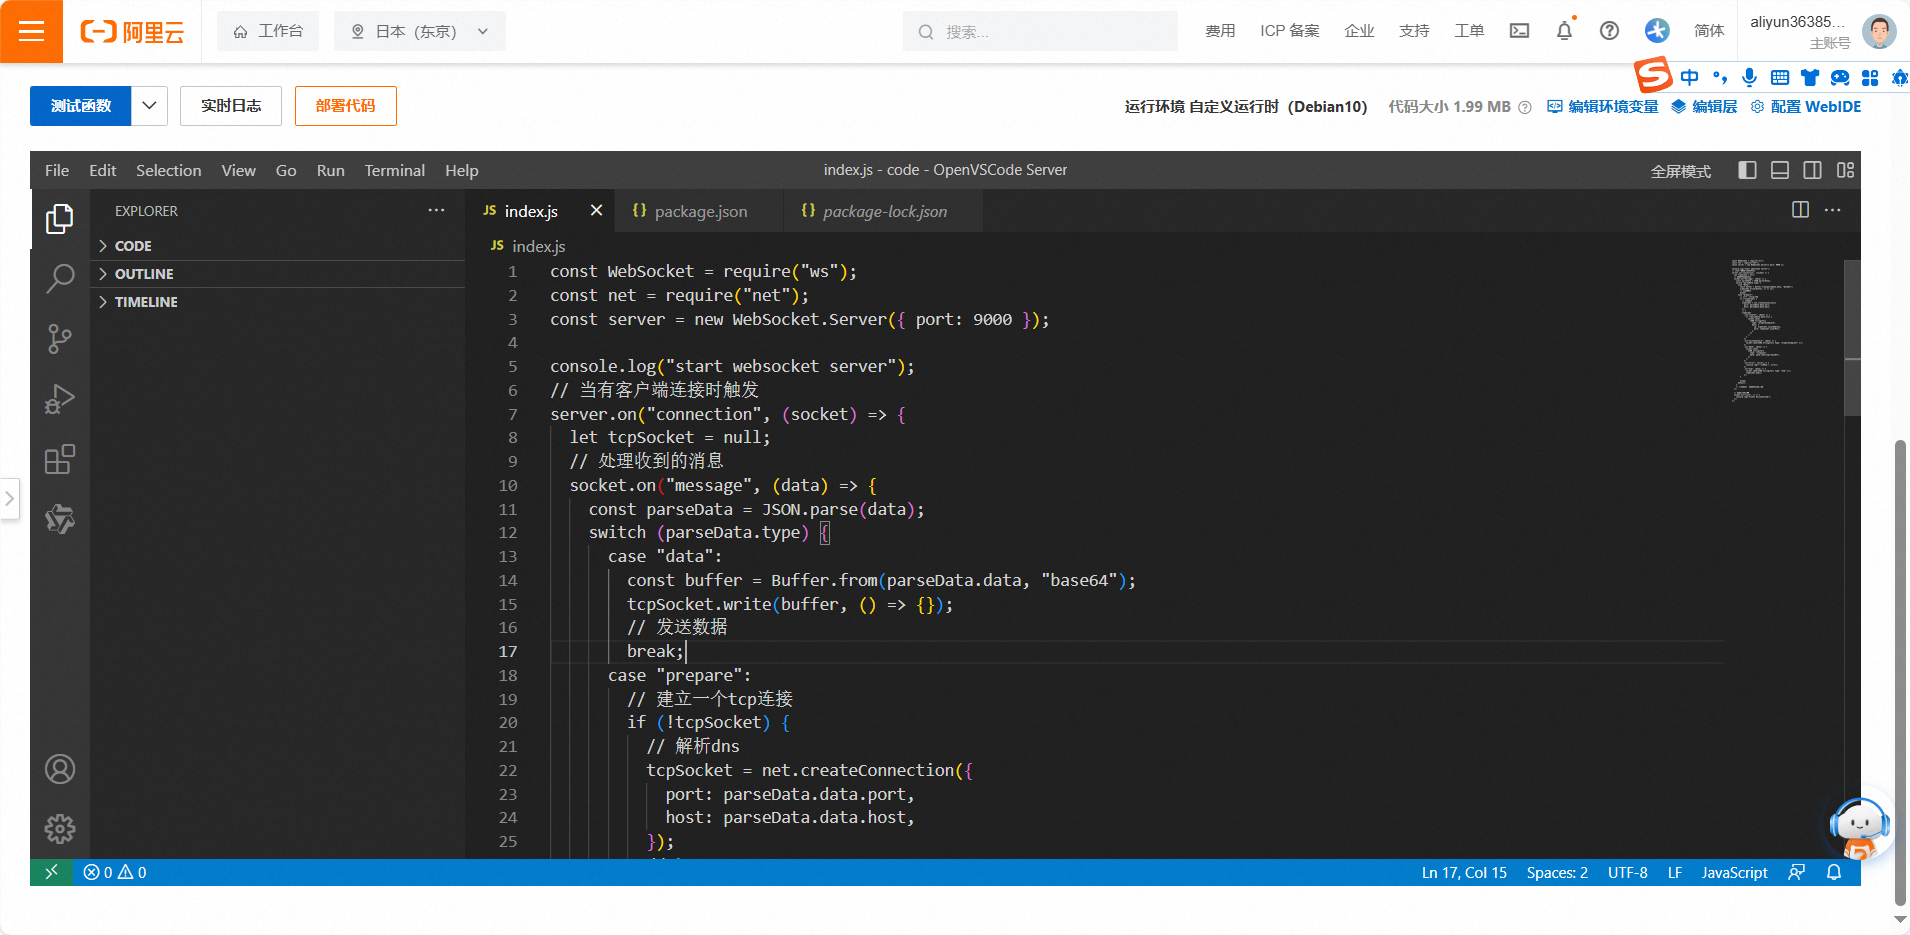 阿里云
工作台
日本（东京）
搜索...
费用
ICP 备案
企业
支持
工单
简体
aliyun36385...
主账号
中
测试函数
实时日志
部署代码
运行环境 自定义运行时（Debian10）
代码大小 1.99 MB
编辑环境变量
编辑层
配置 WebIDE
File Edit Selection View Go Run Terminal Help
index.js - code - OpenVSCode Server
全屏模式
EXPLORER
CODE
OUTLINE
TIMELINE
JS index.js
{} package.json
{} package-lock.json
JS index.js
1 const WebSocket = require("ws");
2 const net = require("net");
3 const server = new WebSocket.Server({ port: 9000 });
4
5 console.log("start websocket server");
6 // 当有客户端连接时触发
7 server.on("connection", (socket) => {
8 let tcpSocket = null;
9 // 处理收到的消息
10 socket.on("message", (data) => {
11 const parseData = JSON.parse(data);
12 switch (parseData.type) {
13 case "data":
14 const buffer = Buffer.from(parseData.data, "base64");
15 tcpSocket.write(buffer, () => {});
16 // 发送数据
17 break;
18 case "prepare":
19 // 建立一个tcp连接
20 if (!tcpSocket) {
21 // 解析dns
22 tcpSocket = net.createConnection({
23 port: parseData.data.port,
24 host: parseData.data.host,
25 });
0 0
Ln 17, Col 15
Spaces: 2
UTF-8
LF
JavaScript